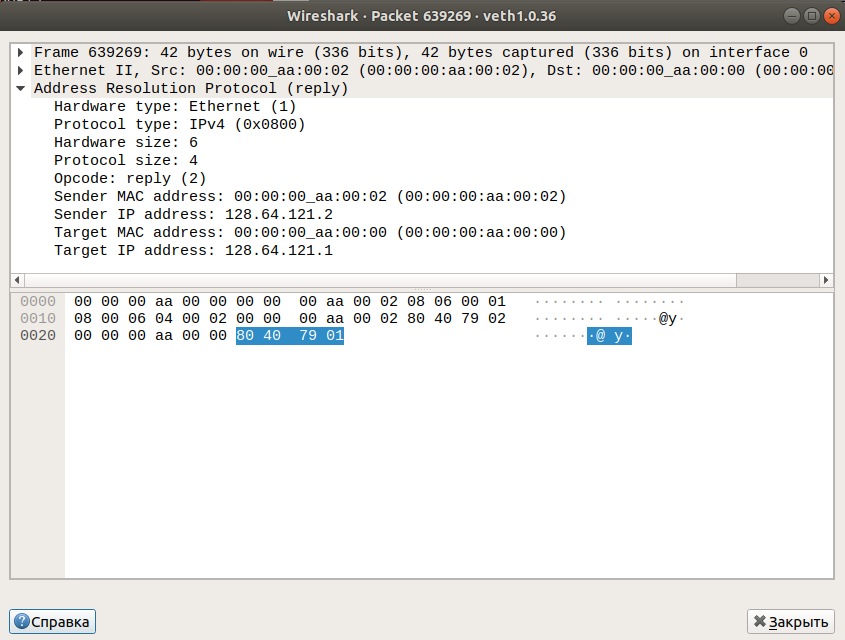 Wireshark · Packet 639269 · veth1.0.36
Frame 639269: 42 bytes on wire (336 bits), 42 bytes captured (336 bits) on interface 0
Ethernet II, Src: 00:00:00_aa:00:02 (00:00:00:aa:00:02), Dst: 00:00:00_aa:00:00 (00:00:00
Address Resolution Protocol (reply)
Hardware type: Ethernet (1)
Protocol type: IPv4 (0x0800)
Hardware size: 6
Protocol size: 4
Opcode: reply (2)
Sender MAC address: 00:00:00_aa:00:02 (00:00:00:aa:00:02)
Sender IP address: 128.64.121.2
Target MAC address: 00:00:00_aa:00:00 (00:00:00:aa:00:00)
Target IP address: 128.64.121.1
0000 00 00 00 aa 00 00 00 00 00 aa 00 02 08 06 00 01 ········ ········
0010 08 00 06 04 00 02 00 00 00 aa 00 02 80 40 79 02 ········ ·····@y·
0020 00 00 00 aa 00 00 80 40 79 01 ·······@ y·
Справка
Закрыть